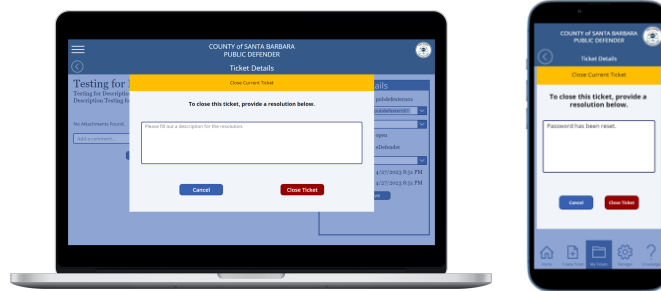 COUNTY of SANTA BARBARA
PUBLIC DEFENDER
Ticket Details
Testing for
Testing for Descriptio
Description Testing fo
No Attachments Found.
Add a comment...
Close Current Ticket
To close this ticket, provide a resolution below.
Please fill out a description for the resolution.
Cancel
Close Ticket
ails
open
eDefender
4/27/2023 8:51 PM
4/27/2023 8:51 PM
COUNTY of SANTA BARBARA
PUBLIC DEFENDER
Ticket Details
Close Current Ticket
To close this ticket, provide a
resolution below.
Password has been reset.
Cancel
Close Ticket
Home
Create Ticket
My Tickets
Manage
Knowledge